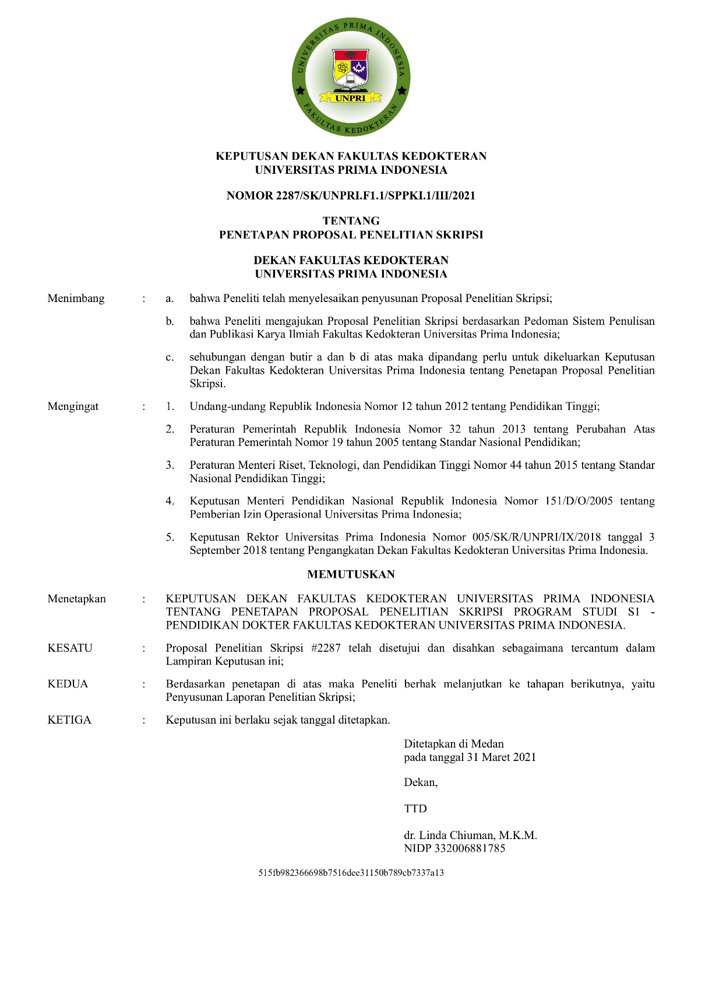 UNIVERSITAS PRIMA INDONESIA
UNPRI
FAKULTAS KEDOKTERAN
KEPUTUSAN DEKAN FAKULTAS KEDOKTERAN
UNIVERSITAS PRIMA INDONESIA
NOMOR 2287/SK/UNPRI.F1.1/SPPKI.1/III/2021
TENTANG
PENETAPAN PROPOSAL PENELITIAN SKRIPSI
DEKAN FAKULTAS KEDOKTERAN
UNIVERSITAS PRIMA INDONESIA
Menimbang : a. bahwa Peneliti telah menyelesaikan penyusunan Proposal Penelitian Skripsi;
b. bahwa Peneliti mengajukan Proposal Penelitian Skripsi berdasarkan Pedoman Sistem Penulisan
dan Publikasi Karya Ilmiah Fakultas Kedokteran Universitas Prima Indonesia;
c. sehubungan dengan butir a dan b di atas maka dipandang perlu untuk dikeluarkan Keputusan
Dekan Fakultas Kedokteran Universitas Prima Indonesia tentang Penetapan Proposal Penelitian
Skripsi.
Mengingat : 1. Undang-undang Republik Indonesia Nomor 12 tahun 2012 tentang Pendidikan Tinggi;
2. Peraturan Pemerintah Republik Indonesia Nomor 32 tahun 2013 tentang Perubahan Atas
Peraturan Pemerintah Nomor 19 tahun 2005 tentang Standar Nasional Pendidikan;
3. Peraturan Menteri Riset, Teknologi, dan Pendidikan Tinggi Nomor 44 tahun 2015 tentang Standar
Nasional Pendidikan Tinggi;
4. Keputusan Menteri Pendidikan Nasional Republik Indonesia Nomor 151/D/O/2005 tentang
Pemberian Izin Operasional Universitas Prima Indonesia;
5. Keputusan Rektor Universitas Prima Indonesia Nomor 005/SK/R/UNPRI/IX/2018 tanggal 3
September 2018 tentang Pengangkatan Dekan Fakultas Kedokteran Universitas Prima Indonesia.
MEMUTUSKAN
Menetapkan : KEPUTUSAN DEKAN FAKULTAS KEDOKTERAN UNIVERSITAS PRIMA INDONESIA
TENTANG PENETAPAN PROPOSAL PENELITIAN SKRIPSI PROGRAM STUDI S1 -
PENDIDIKAN DOKTER FAKULTAS KEDOKTERAN UNIVERSITAS PRIMA INDONESIA.
KESATU : Proposal Penelitian Skripsi #2287 telah disetujui dan disahkan sebagaimana tercantum dalam
Lampiran Keputusan ini;
KEDUA : Berdasarkan penetapan di atas maka Peneliti berhak melanjutkan ke tahapan berikutnya, yaitu
Penyusunan Laporan Penelitian Skripsi;
KETIGA : Keputusan ini berlaku sejak tanggal ditetapkan.
Ditetapkan di Medan
pada tanggal 31 Maret 2021
Dekan,
TTD
dr. Linda Chiuman, M.K.M.
NIDP 332006881785
515fb982366698b7516dee31150b789cb7337a13